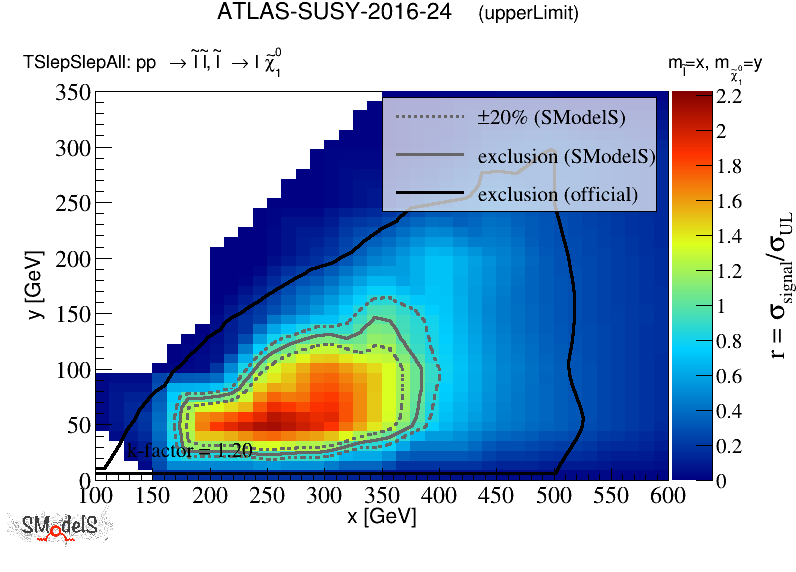 ATLAS-SUSY-2016-24 (upperLimit)
TSlepSlepAll: pp → l̃ l̃, l̃ → l χ̃⁰₁
m_l̃=x, m_χ̃⁰₁=y
±20% (SModelS)
exclusion (SModelS)
exclusion (official)
k-factor = 1.20
y [GeV]
350
300
250
200
150
100
50
0
100 150 200 250 300 350 400 450 500 550 600
x [GeV]
2.2
2
1.8
1.6
1.4
1.2
1
0.8
0.6
0.4
0.2
0
r = σ_signal/σ_UL
SModelS